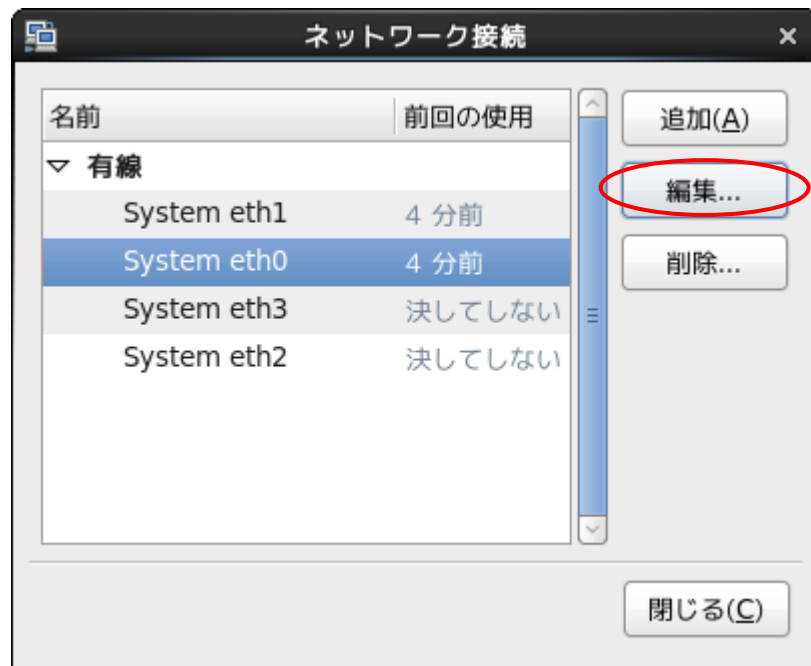 ネットワーク接続
名前 前回の使用
追加(A)
有線
編集...
System eth1 4 分前
System eth0 4 分前
削除...
System eth3 決してしない
System eth2 決してしない
閉じる(C)